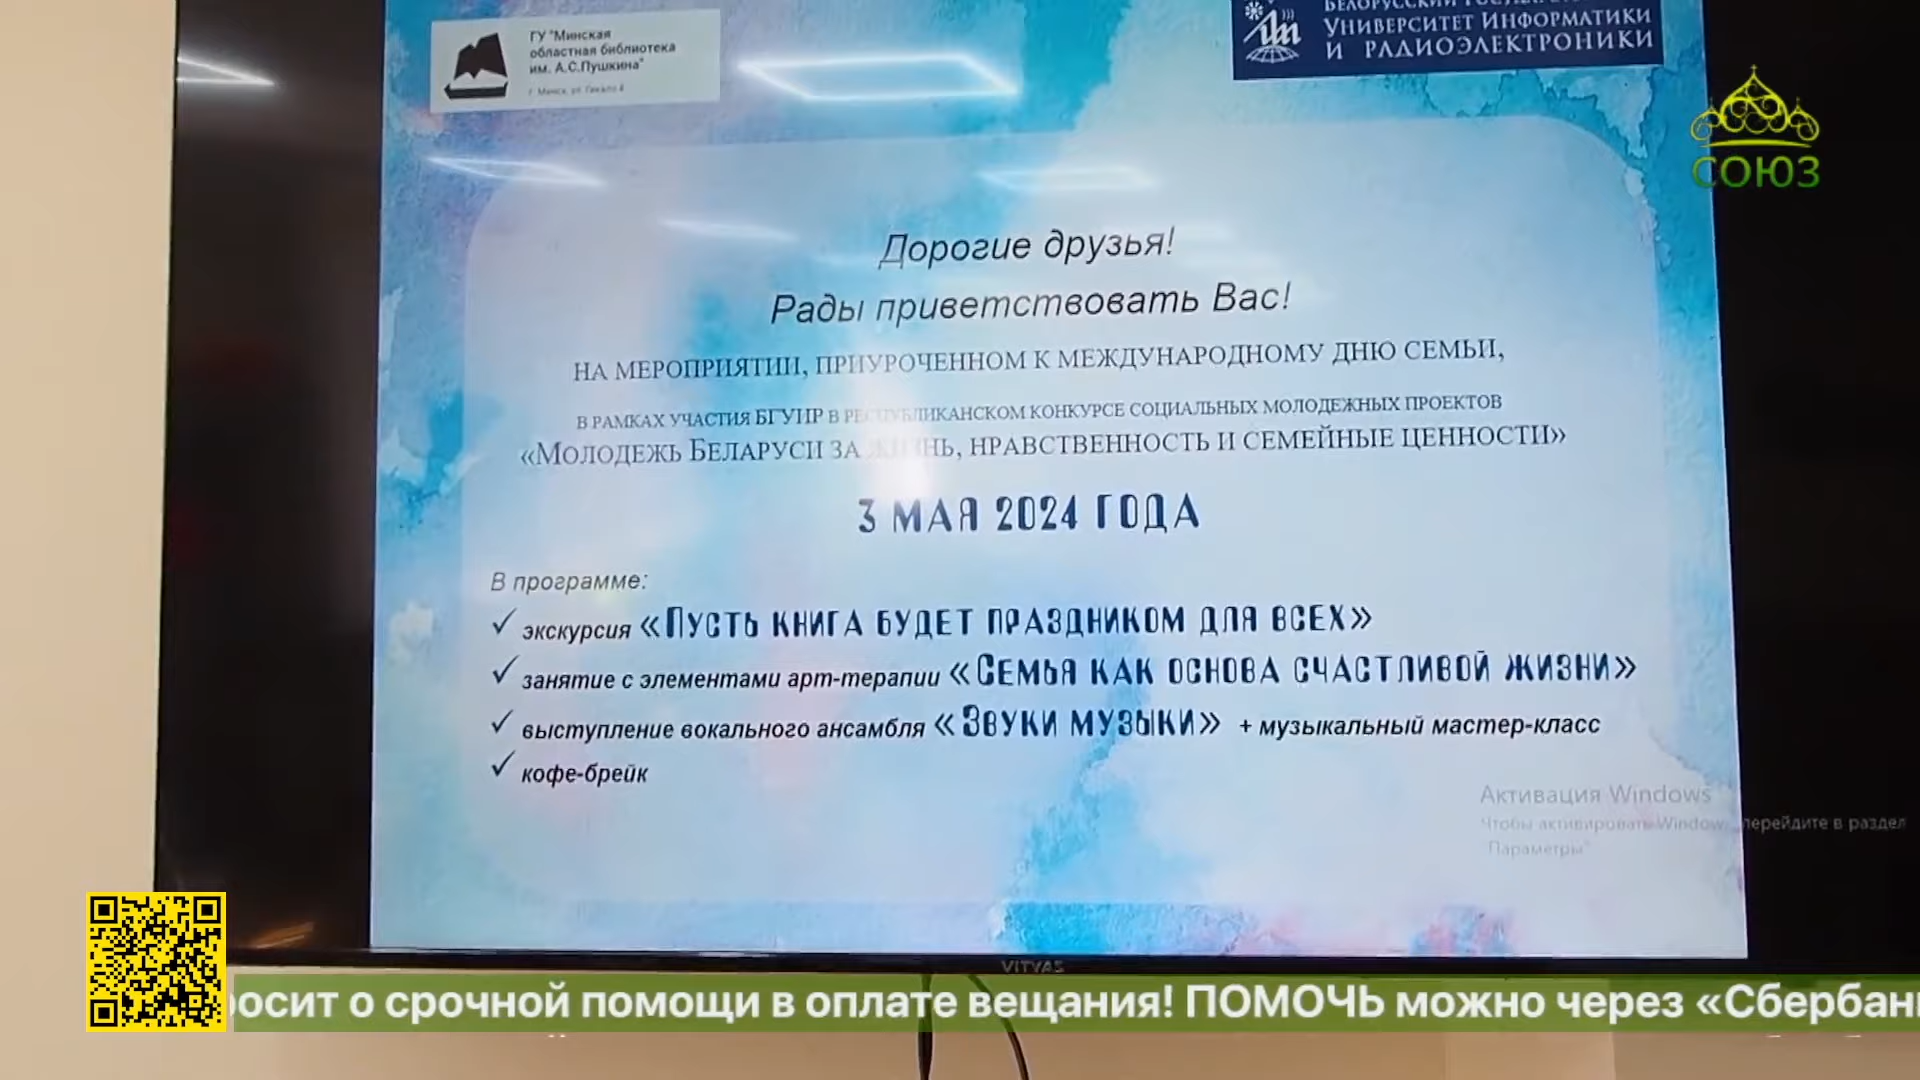 ГУ "Минская
областная библиотека
им. А.С.Пушкина"
БЕЛОРУССКИЙ
УНИВЕРСИТЕТ ИНФОРМАТИКИ
И РАДИОЭЛЕКТРОНИКИ
СОЮЗ
Дорогие друзья!
Рады приветствовать Вас!
НА МЕРОПРИЯТИИ, ПРИУРОЧЕННОМ К МЕЖДУНАРОДНОМУ ДНЮ СЕМЬИ,
В РАМКАХ УЧАСТИЯ БГУИР В РЕСПУБЛИКАНСКОМ КОНКУРСЕ СОЦИАЛЬНЫХ МОЛОДЕЖНЫХ ПРОЕКТОВ
«МОЛОДЕЖЬ БЕЛАРУСИ ЗА ЖИЗНЬ, НРАВСТВЕННОСТЬ И СЕМЕЙНЫЕ ЦЕННОСТИ»
3 МАЯ 2024 ГОДА
В программе:
✓ экскурсия «ПУСТЬ КНИГА БУДЕТ ПРАЗДНИКОМ ДЛЯ ВСЕХ»
✓ занятие с элементами арт-терапии «СЕМЬЯ КАК ОСНОВА СЧАСТЛИВОЙ ЖИЗНИ»
✓ выступление вокального ансамбля «ЗВУКИ МУЗЫКИ» + музыкальный мастер-класс
✓ кофе-брейк
Активация Windows
Чтобы активировать Windows, перейдите в раздел
"Параметры"
VITYAS
росит о срочной помощи в оплате вещания! ПОМОЧЬ можно через «Сбербан